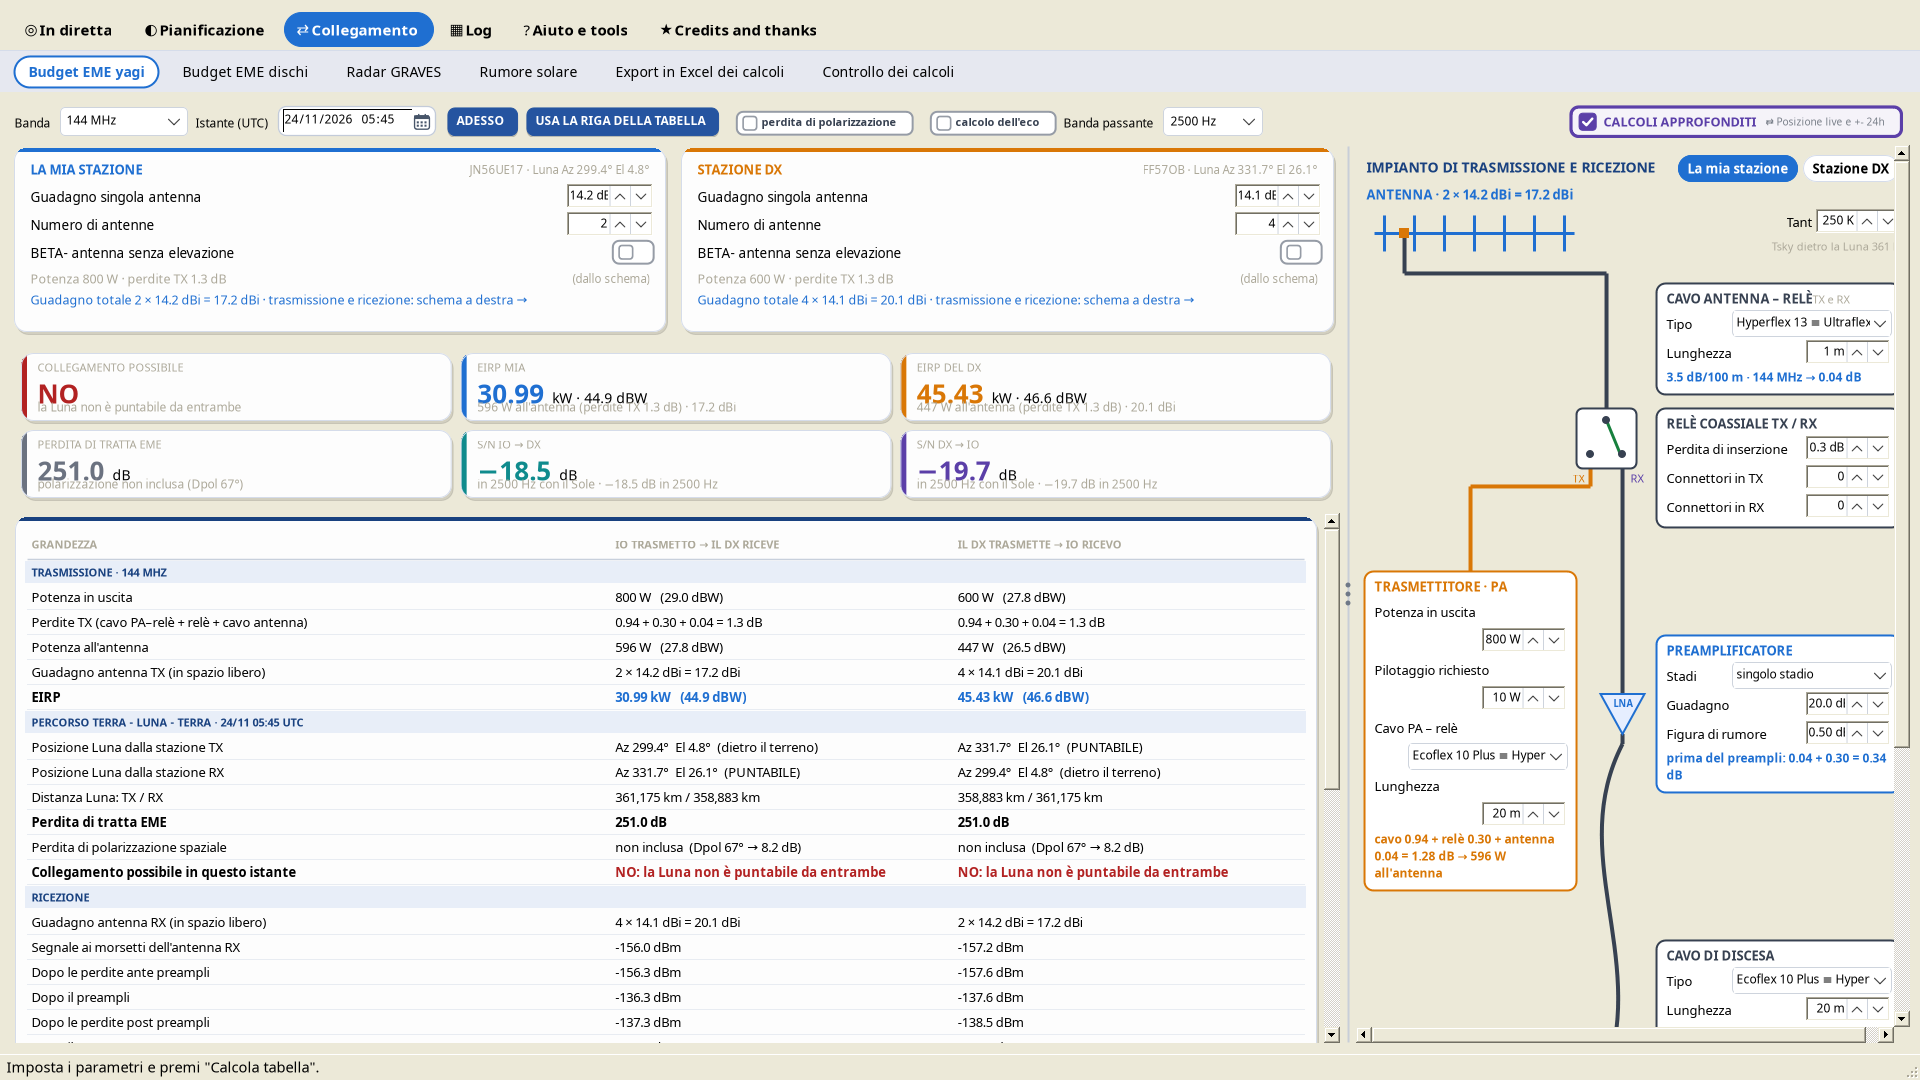 ◎ In diretta ◐ Pianificazione ⇄ Collegamento ▦ Log ? Aiuto e tools ★ Credits and thanks
Budget EME yagi Budget EME dischi Radar GRAVES Rumore solare Export in Excel dei calcoli Controllo dei calcoli
Banda 144 MHz Istante (UTC) 24/11/2026 05:45 ADESSO USA LA RIGA DELLA TABELLA perdita di polarizzazione calcolo dell'eco Banda passante 2500 Hz CALCOLI APPROFONDITI ⇄ Posizione live e +- 24h
LA MIA STAZIONE JN56UE17 · Luna Az 299.4° El 4.8°
Guadagno singola antenna 14.2 dE
Numero di antenne 2
BETA- antenna senza elevazione
Potenza 800 W · perdite TX 1.3 dB (dallo schema)
Guadagno totale 2 × 14.2 dBi = 17.2 dBi · trasmissione e ricezione: schema a destra →
STAZIONE DX FF57OB · Luna Az 331.7° El 26.1°
Guadagno singola antenna 14.1 dE
Numero di antenne 4
BETA- antenna senza elevazione
Potenza 600 W · perdite TX 1.3 dB (dallo schema)
Guadagno totale 4 × 14.1 dBi = 20.1 dBi · trasmissione e ricezione: schema a destra →
COLLEGAMENTO POSSIBILE
NO
la Luna non è puntabile da entrambe
EIRP MIA
30.99 kW · 44.9 dBW
596 W all'antenna (perdite TX 1.3 dB) · 17.2 dBi
EIRP DEL DX
45.43 kW · 46.6 dBW
447 W all'antenna (perdite TX 1.3 dB) · 20.1 dBi
PERDITA DI TRATTA EME
251.0 dB
polarizzazione non inclusa (Dpol 67°)
S/N IO → DX
−18.5 dB
in 2500 Hz con il Sole · −18.5 dB in 2500 Hz
S/N DX → IO
−19.7 dB
in 2500 Hz con il Sole · −19.7 dB in 2500 Hz
GRANDEZZA IO TRASMETTO → IL DX RICEVE IL DX TRASMETTE → IO RICEVO
TRASMISSIONE · 144 MHZ
Potenza in uscita 800 W (29.0 dBW) 600 W (27.8 dBW)
Perdite TX (cavo PA–relè + relè + cavo antenna) 0.94 + 0.30 + 0.04 = 1.3 dB 0.94 + 0.30 + 0.04 = 1.3 dB
Potenza all'antenna 596 W (27.8 dBW) 447 W (26.5 dBW)
Guadagno antenna TX (in spazio libero) 2 × 14.2 dBi = 17.2 dBi 4 × 14.1 dBi = 20.1 dBi
EIRP 30.99 kW (44.9 dBW) 45.43 kW (46.6 dBW)
PERCORSO TERRA - LUNA - TERRA · 24/11 05:45 UTC
Posizione Luna dalla stazione TX Az 299.4° El 4.8° (dietro il terreno) Az 331.7° El 26.1° (PUNTABILE)
Posizione Luna dalla stazione RX Az 331.7° El 26.1° (PUNTABILE) Az 299.4° El 4.8° (dietro il terreno)
Distanza Luna: TX / RX 361,175 km / 358,883 km 358,883 km / 361,175 km
Perdita di tratta EME 251.0 dB 251.0 dB
Perdita di polarizzazione spaziale non inclusa (Dpol 67° → 8.2 dB) non inclusa (Dpol 67° → 8.2 dB)
Collegamento possibile in questo istante NO: la Luna non è puntabile da entrambe NO: la Luna non è puntabile da entrambe
RICEZIONE
Guadagno antenna RX (in spazio libero) 4 × 14.1 dBi = 20.1 dBi 2 × 14.2 dBi = 17.2 dBi
Segnale ai morsetti dell'antenna RX -156.0 dBm -157.2 dBm
Dopo le perdite ante preampli -156.3 dBm -157.6 dBm
Dopo il preampli -136.3 dBm -137.6 dBm
Dopo le perdite post preampli -137.3 dBm -138.5 dBm
IMPIANTO DI TRASMISSIONE E RICEZIONE La mia stazione Stazione DX
ANTENNA · 2 × 14.2 dBi = 17.2 dBi
Tant 250 K
Tsky dietro la Luna 361
CAVO ANTENNA – RELÈ TX e RX
Tipo Hyperflex 13 ≡ Ultraflex
Lunghezza 1 m
3.5 dB/100 m · 144 MHz → 0.04 dB
RELÈ COASSIALE TX / RX
Perdita di inserzione 0.3 dB
Connettori in TX 0
Connettori in RX 0
TX RX
TRASMETTITORE · PA
Potenza in uscita
800 W
Pilotaggio richiesto
10 W
Cavo PA – relè
Ecoflex 10 Plus ≡ Hyper
Lunghezza
20 m
cavo 0.94 + relè 0.30 + antenna
0.04 = 1.28 dB → 596 W
all'antenna
LNA
PREAMPLIFICATORE
Stadi singolo stadio
Guadagno 20.0 dI
Figura di rumore 0.50 dI
prima del preampli: 0.04 + 0.30 = 0.34
dB
CAVO DI DISCESA
Tipo Ecoflex 10 Plus ≡ Hyper
Lunghezza 20 m
Imposta i parametri e premi "Calcola tabella".